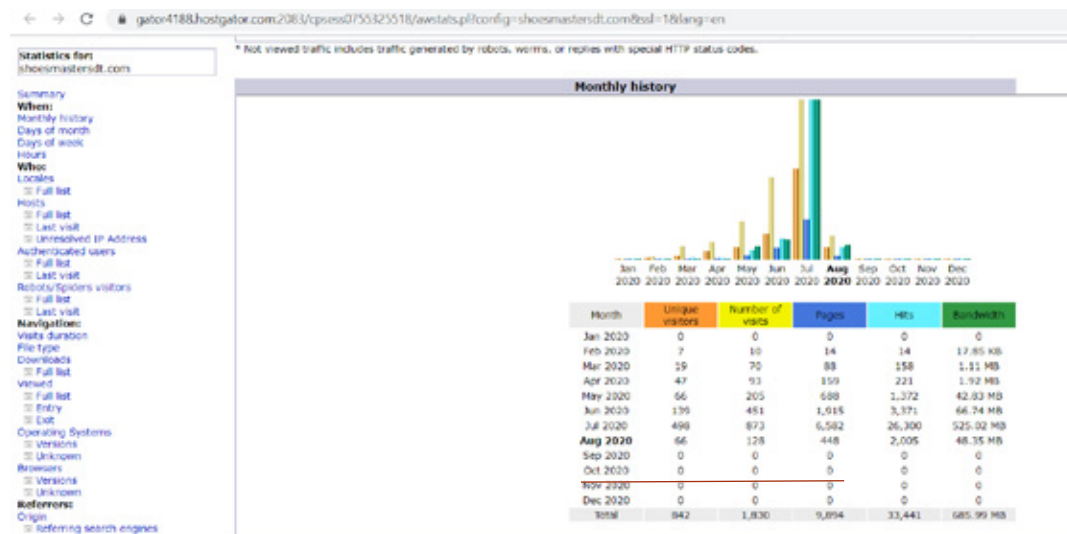 gator4188.hostgator.com:2083/cpsess0755325518/awstats.pl?config=shoesmastersdt.com&ssl=1&lang=en
Statistics for:
shoesmastersdt.com
* Not viewed traffic includes traffic generated by robots, worms, or replies with special HTTP status codes.
Summary
When:
Monthly history
Days of month
Days of week
Hours
Who:
Locales
Full list
Hosts
Full list
Last visit
Unresolved IP Address
Authenticated users
Full list
Last visit
Robots/Spiders visitors
Full list
Last visit
Navigation:
Visits duration
File type
Downloads
Full list
Viewed
Full list
Entry
Exit
Operating Systems
Versions
Unknown
Browsers
Versions
Unknown
Referrers:
Origin
Referring search engines
Monthly history
Jan Feb Mar Apr May Jun Jul Aug Sep Oct Nov Dec
2020 2020 2020 2020 2020 2020 2020 2020 2020 2020 2020 2020
Month Unique visitors Number of visits Pages Hits Bandwidth
Jan 2020 0 0 0 0 0
Feb 2020 7 10 14 14 17.85 KB
Mar 2020 19 70 88 158 1.11 MB
Apr 2020 47 93 159 221 1.92 MB
May 2020 66 205 688 1,372 42.83 MB
Jun 2020 139 451 1,915 3,371 66.74 MB
Jul 2020 498 873 6,582 26,300 525.02 MB
Aug 2020 66 128 448 2,005 48.35 MB
Sep 2020 0 0 0 0 0
Oct 2020 0 0 0 0 0
Nov 2020 0 0 0 0 0
Dec 2020 0 0 0 0 0
Total 842 1,830 9,894 33,441 685.99 MB